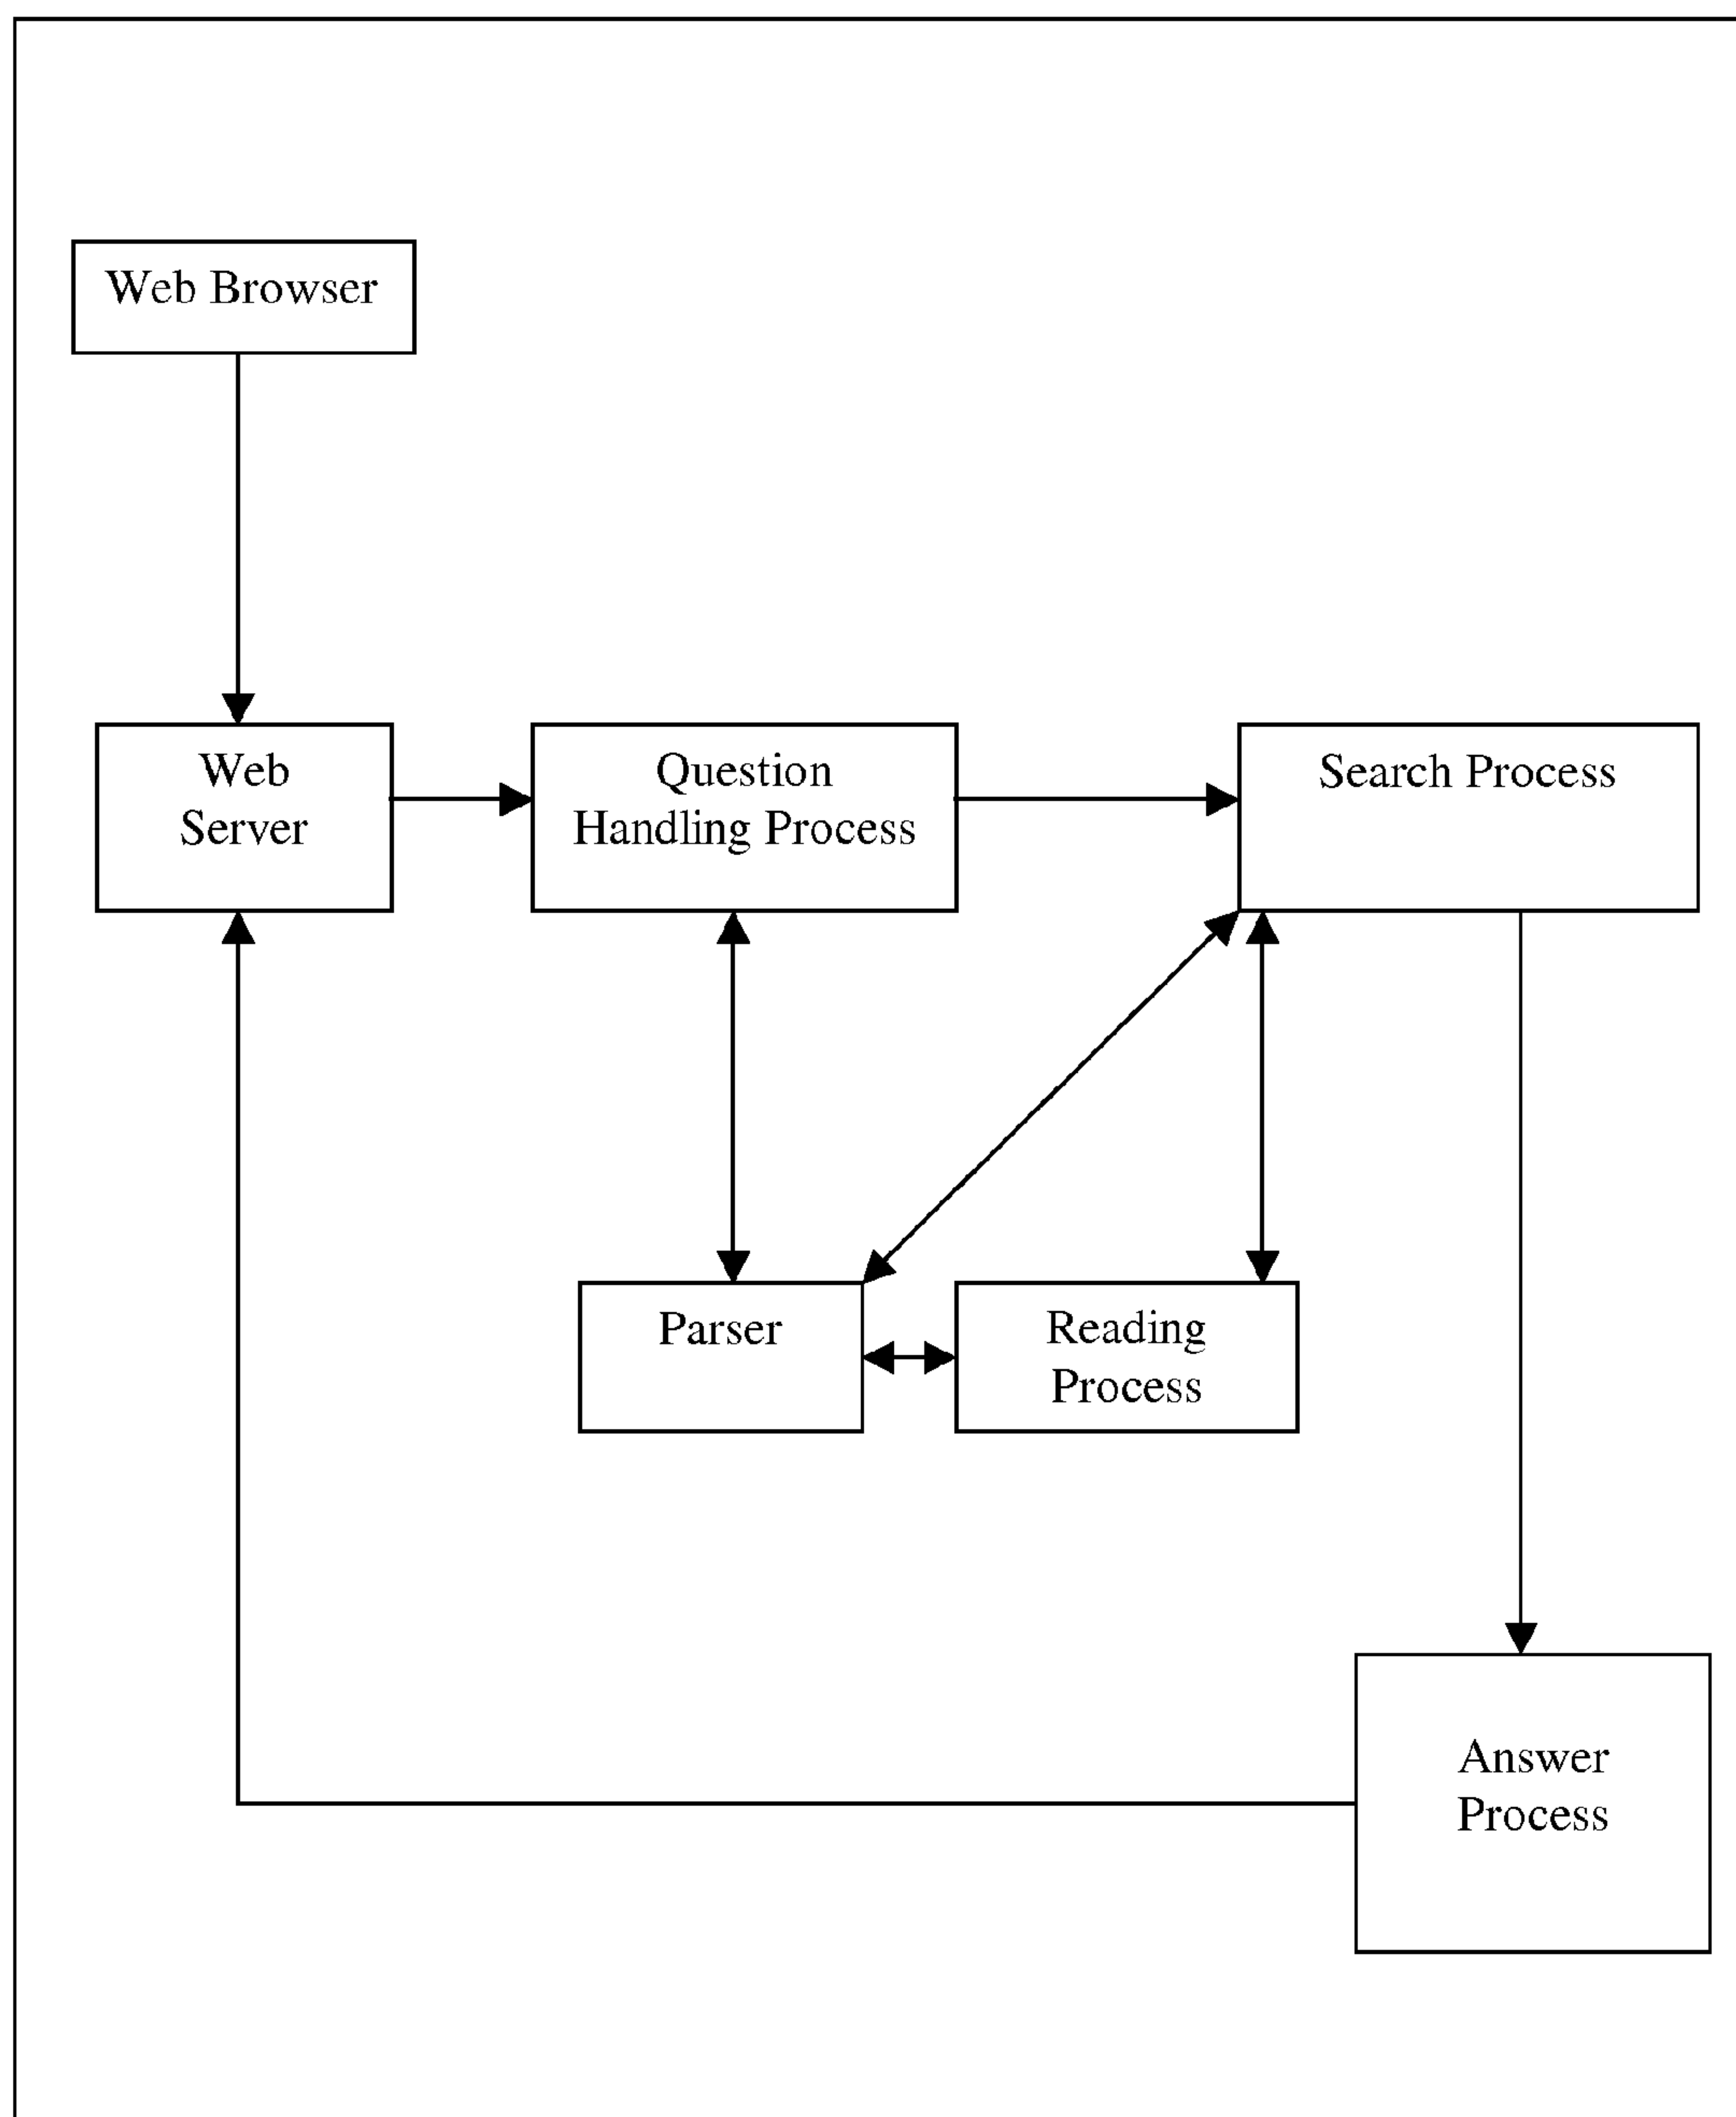 Web Browser
Web
Server
Question
Handling Process
Search Process
Parser
Reading
Process
Answer
Process